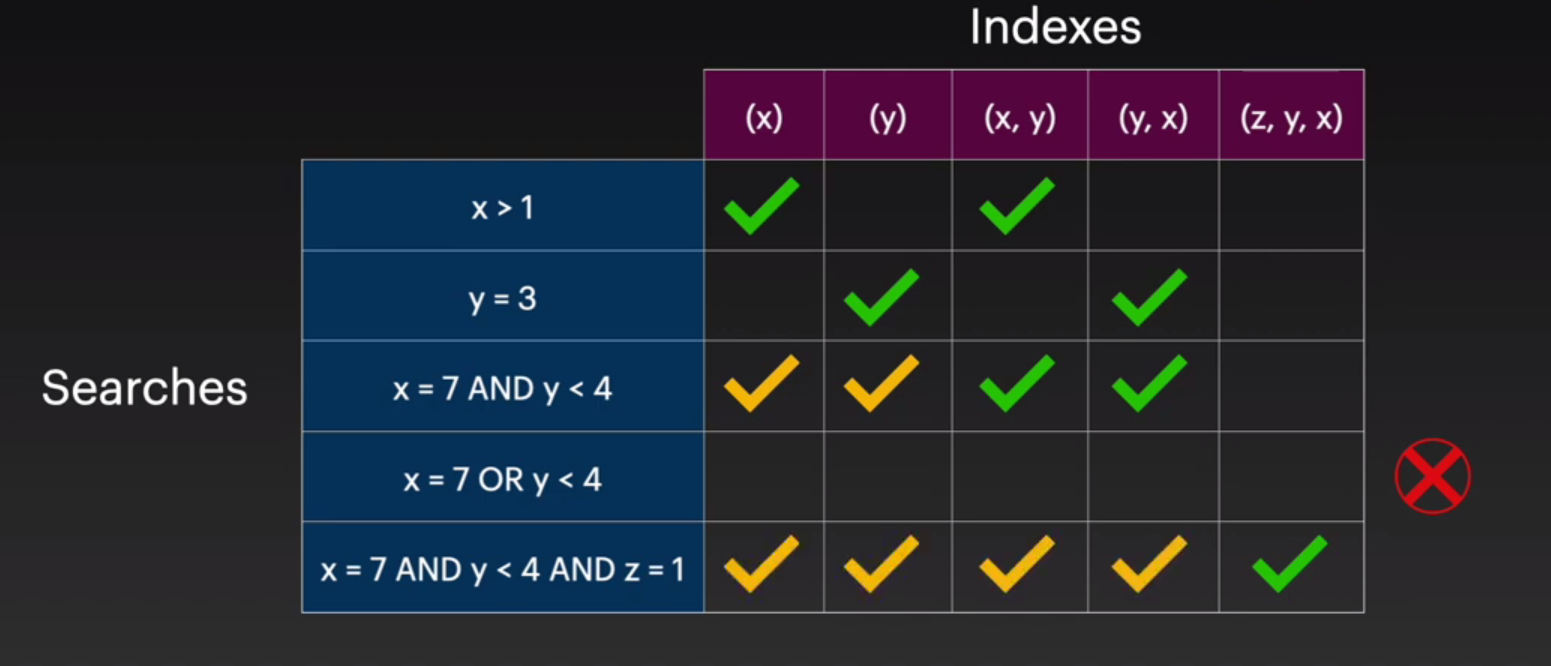 Indexes
(x) (y) (x, y) (y, x) (z, y, x)
x > 1
y = 3
Searches
x = 7 AND y < 4
x = 7 OR y < 4
x = 7 AND y < 4 AND z = 1